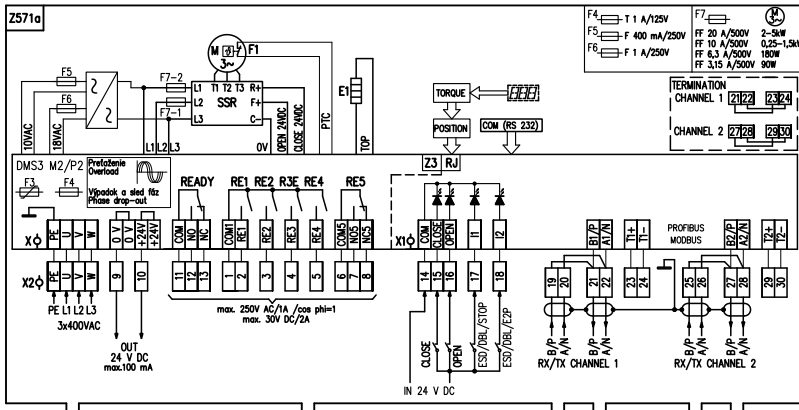 Z571a
F4 T 1 A/125V
F5 F 400 mA/250V
F6 F 1 A/250V
F7
M
3~
FF 20 A/500V 2-5kW
FF 10 A/500V 0,25-1,5kW
FF 6,3 A/500V 180W
FF 3,15 A/500V 90W
M
3~
F1
F5
F6
F7-2
F7-1
L1 T1 T2 T3 R+
L2 SSR F+
L3 C-
10VAC
18VAC
L1 L2 L3
0V
OPEN 24VDC
CLOSE 24VDC
PTC
E1
TOP
TORQUE
POSITION
COM (RS 232)
TERMINATION
CHANNEL 1 21 22 23 24
CHANNEL 2 27 28 29 30
DMS3 M2/P2
F3
F4
Preťaženie
Overload
Výpadok a sled fáz
Phase drop-out
Z3 RJ
READY
RE1 RE2 R3E RE4
RE5
X
PE U V W
0 V 0 V +24V +24V
COM NO NC
COM1 RE1 RE2 RE3 RE4
COM5 NO5 NC5
X1
COM CLOSE OPEN I1 I2
B1/P A1/N
T1+ T1-
PROFIBUS
MODBUS
B2/P A2/N
T2+ T2-
X2
PE U V W
9 10
11 12 13
1 2 3 4 5
6 7 8
14 15 16 17 18
19 20 21 22
23 24
25 26 27 28
29 30
PE L1 L2 L3
3x400VAC
OUT
24 V DC
max.100 mA
max. 250V AC/1A /cos phi=1
max. 30V DC/2A
CLOSE
OPEN
ESD/DBL/STOP
ESD/DBL/E2P
IN 24 V DC
B/P A/N B/P A/N
RX/TX CHANNEL 1
B/P A/N B/P A/N
RX/TX CHANNEL 2